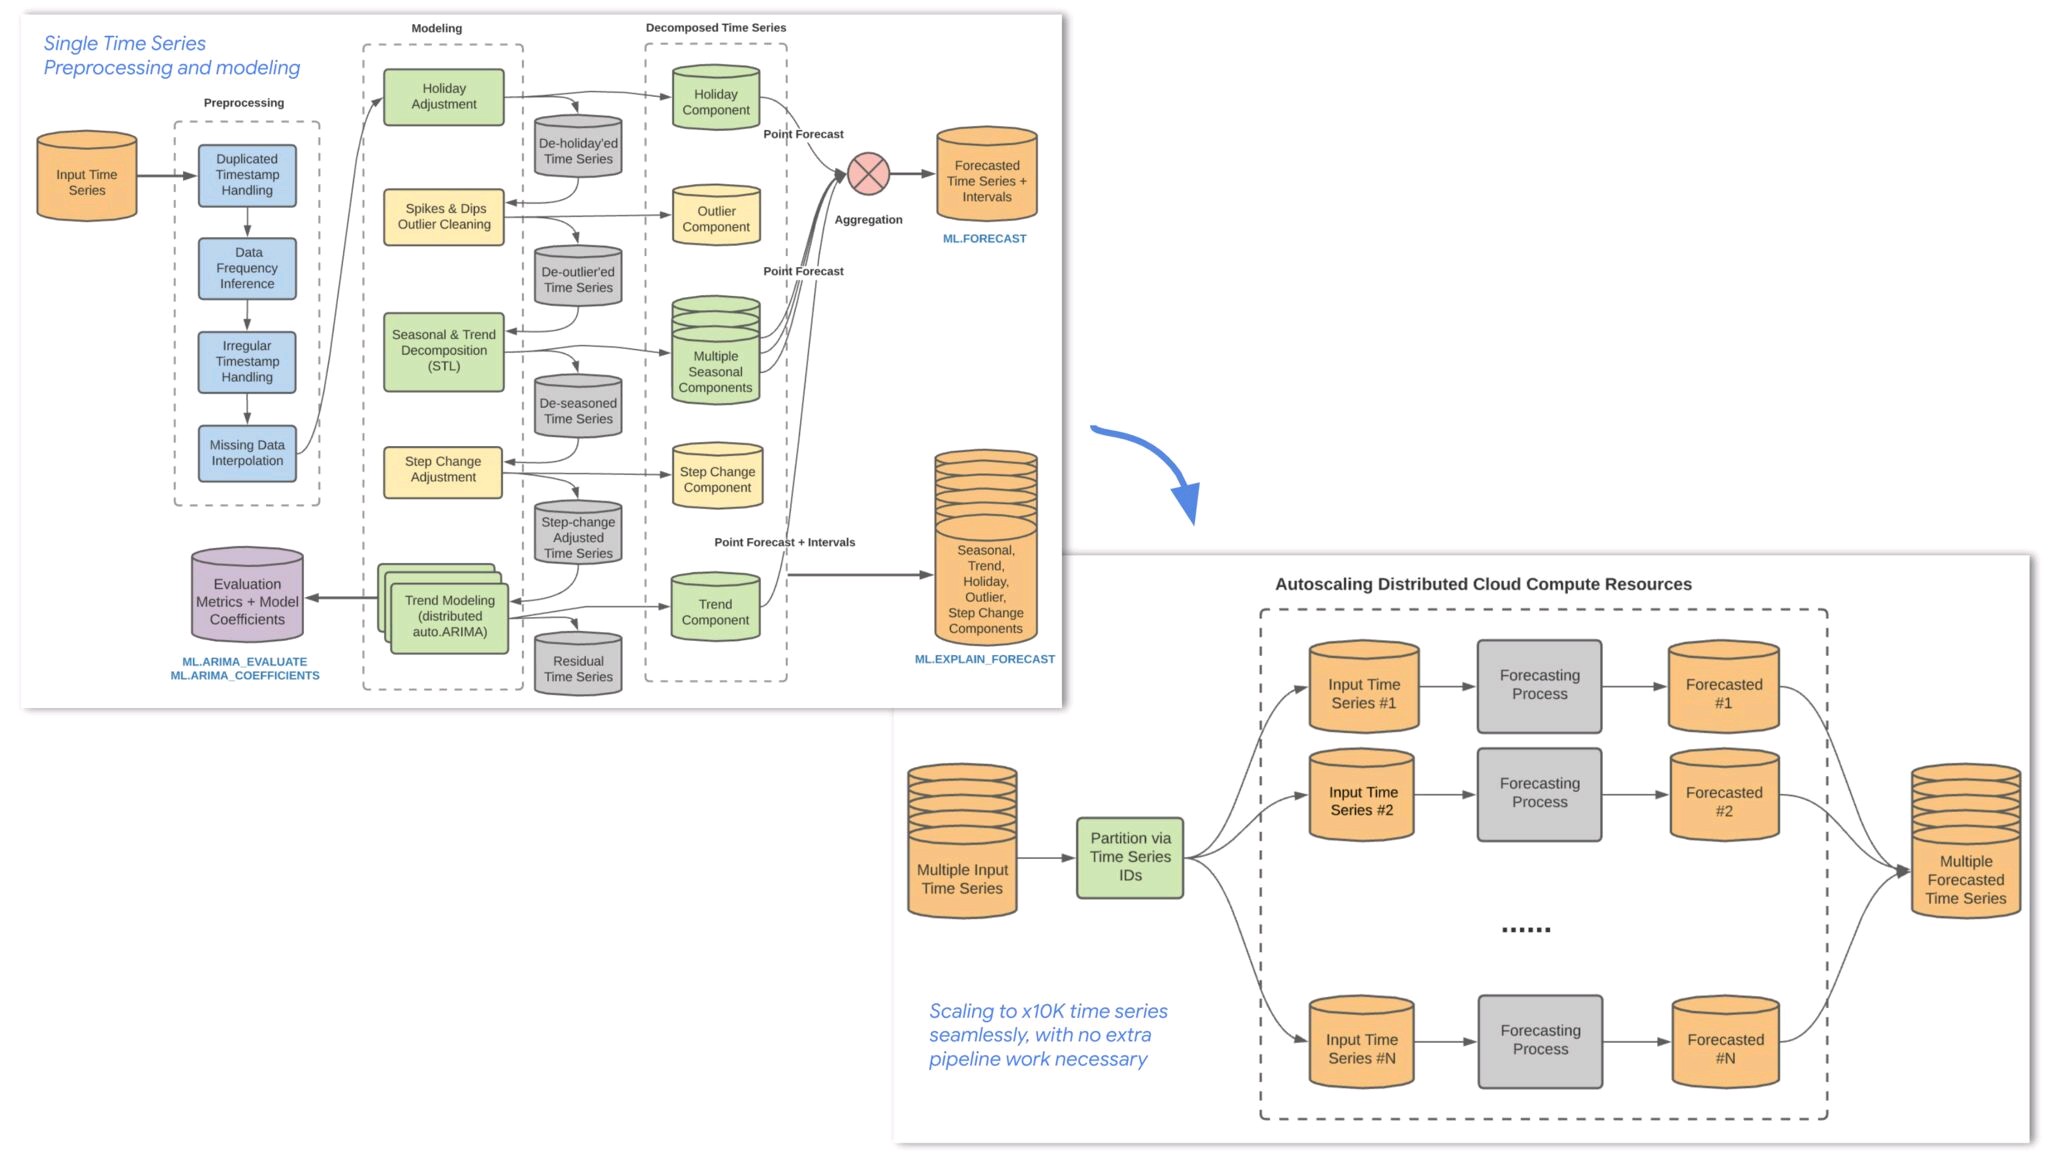 Single Time Series
Preprocessing and modeling
Preprocessing
Modeling
Decomposed Time Series
Input Time
Series
Duplicated
Timestamp
Handling
Data
Frequency
Inference
Irregular
Timestamp
Handling
Missing Data
Interpolation
Holiday
Adjustment
De-holiday'ed
Time Series
Spikes & Dips
Outlier Cleaning
De-outlier'ed
Time Series
Seasonal & Trend
Decomposition
(STL)
De-seasoned
Time Series
Step Change
Adjustment
Step-change
Adjusted
Time Series
Trend Modeling
(distributed
auto.ARIMA)
Residual
Time Series
Holiday
Component
Outlier
Component
Multiple
Seasonal
Components
Step Change
Component
Trend
Component
Point Forecast
Point Forecast
Point Forecast + Intervals
Aggregation
Forecasted
Time Series +
Intervals
ML.FORECAST
Seasonal,
Trend,
Holiday,
Outlier,
Step Change
Components
ML.EXPLAIN_FORECAST
Evaluation
Metrics + Model
Coefficients
ML.ARIMA_EVALUATE
ML.ARIMA_COEFFICIENTS
Autoscaling Distributed Cloud Compute Resources
Multiple Input
Time Series
Partition via
Time Series
IDs
Input Time
Series #1
Forecasting
Process
Forecasted
#1
Input Time
Series #2
Forecasting
Process
Forecasted
#2
......
Input Time
Series #N
Forecasting
Process
Forecasted
#N
Multiple
Forecasted
Time Series
Scaling to x10K time series
seamlessly, with no extra
pipeline work necessary